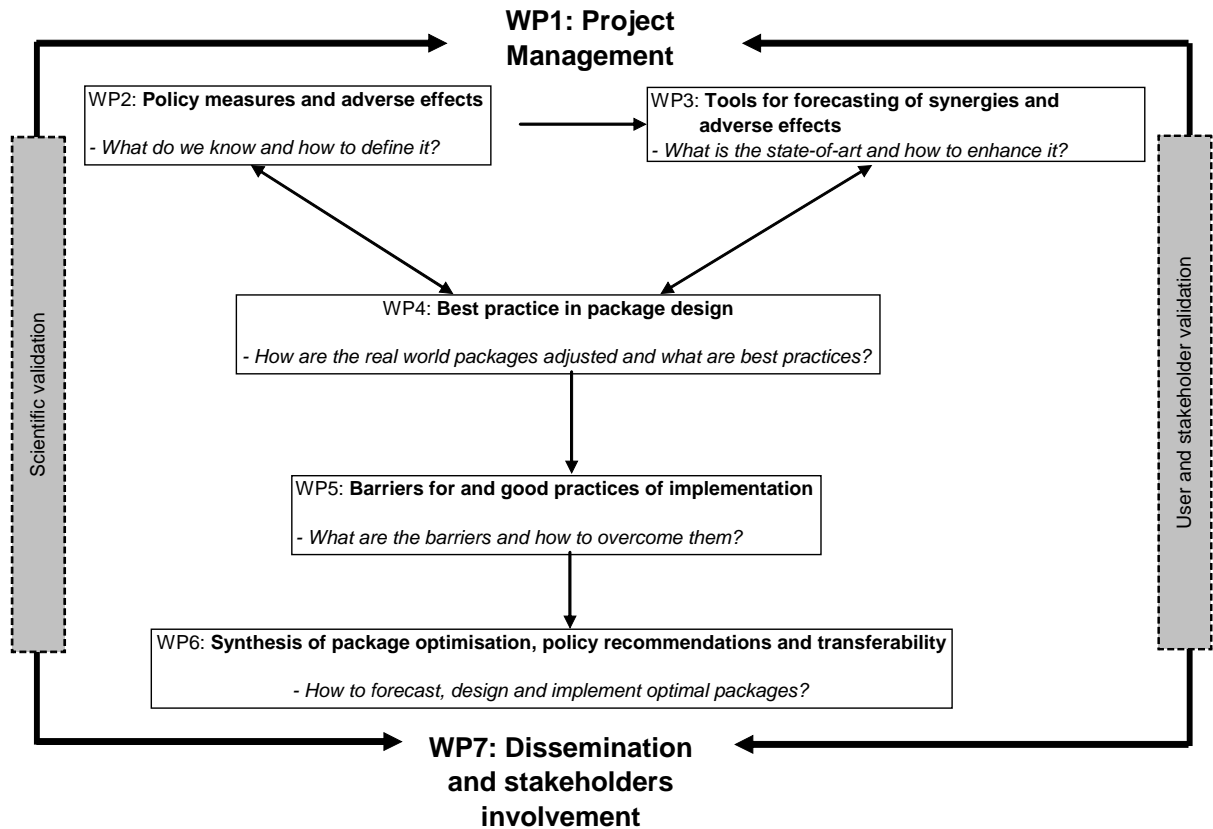 WP1: Project
Management
WP2: Policy measures and adverse effects
- What do we know and how to define it?
WP3: Tools for forecasting of synergies and
adverse effects
- What is the state-of-art and how to enhance it?
Scientific validation
User and stakeholder validation
WP4: Best practice in package design
- How are the real world packages adjusted and what are best practices?
WP5: Barriers for and good practices of implementation
- What are the barriers and how to overcome them?
WP6: Synthesis of package optimisation, policy recommendations and transferability
- How to forecast, design and implement optimal packages?
WP7: Dissemination
and stakeholders
involvement